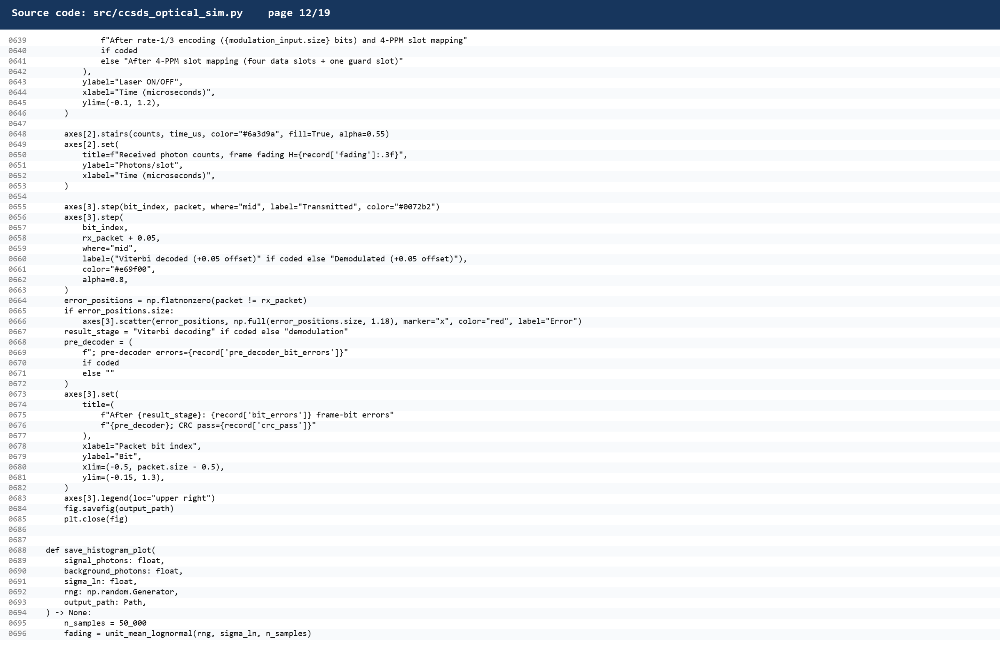 Source code: src/ccsds_optical_sim.py    page 12/19
0639                f"After rate-1/3 encoding ({modulation_input.size} bits) and 4-PPM slot mapping"
0640                if coded
0641                else "After 4-PPM slot mapping (four data slots + one guard slot)"
0642            ),
0643            ylabel="Laser ON/OFF",
0644            xlabel="Time (microseconds)",
0645            ylim=(-0.1, 1.2),
0646        )
0647
0648        axes[2].stairs(counts, time_us, color="#6a3d9a", fill=True, alpha=0.55)
0649        axes[2].set(
0650            title=f"Received photon counts, frame fading H={record['fading']:.3f}",
0651            ylabel="Photons/slot",
0652            xlabel="Time (microseconds)",
0653        )
0654
0655        axes[3].step(bit_index, packet, where="mid", label="Transmitted", color="#0072b2")
0656        axes[3].step(
0657            bit_index,
0658            rx_packet + 0.05,
0659            where="mid",
0660            label=("Viterbi decoded (+0.05 offset)" if coded else "Demodulated (+0.05 offset)"),
0661            color="#e69f00",
0662            alpha=0.8,
0663        )
0664        error_positions = np.flatnonzero(packet != rx_packet)
0665        if error_positions.size:
0666            axes[3].scatter(error_positions, np.full(error_positions.size, 1.18), marker="x", color="red", label="Error")
0667        result_stage = "Viterbi decoding" if coded else "demodulation"
0668        pre_decoder = (
0669            f"; pre-decoder errors={record['pre_decoder_bit_errors']}"
0670            if coded
0671            else ""
0672        )
0673        axes[3].set(
0674            title=(
0675                f"After {result_stage}: {record['bit_errors']} frame-bit errors"
0676                f"{pre_decoder}; CRC pass={record['crc_pass']}"
0677            ),
0678            xlabel="Packet bit index",
0679            ylabel="Bit",
0680            xlim=(-0.5, packet.size - 0.5),
0681            ylim=(-0.15, 1.3),
0682        )
0683        axes[3].legend(loc="upper right")
0684        fig.savefig(output_path)
0685        plt.close(fig)
0686
0687
0688    def save_histogram_plot(
0689        signal_photons: float,
0690        background_photons: float,
0691        sigma_ln: float,
0692        rng: np.random.Generator,
0693        output_path: Path,
0694    ) -> None:
0695        n_samples = 50_000
0696        fading = unit_mean_lognormal(rng, sigma_ln, n_samples)